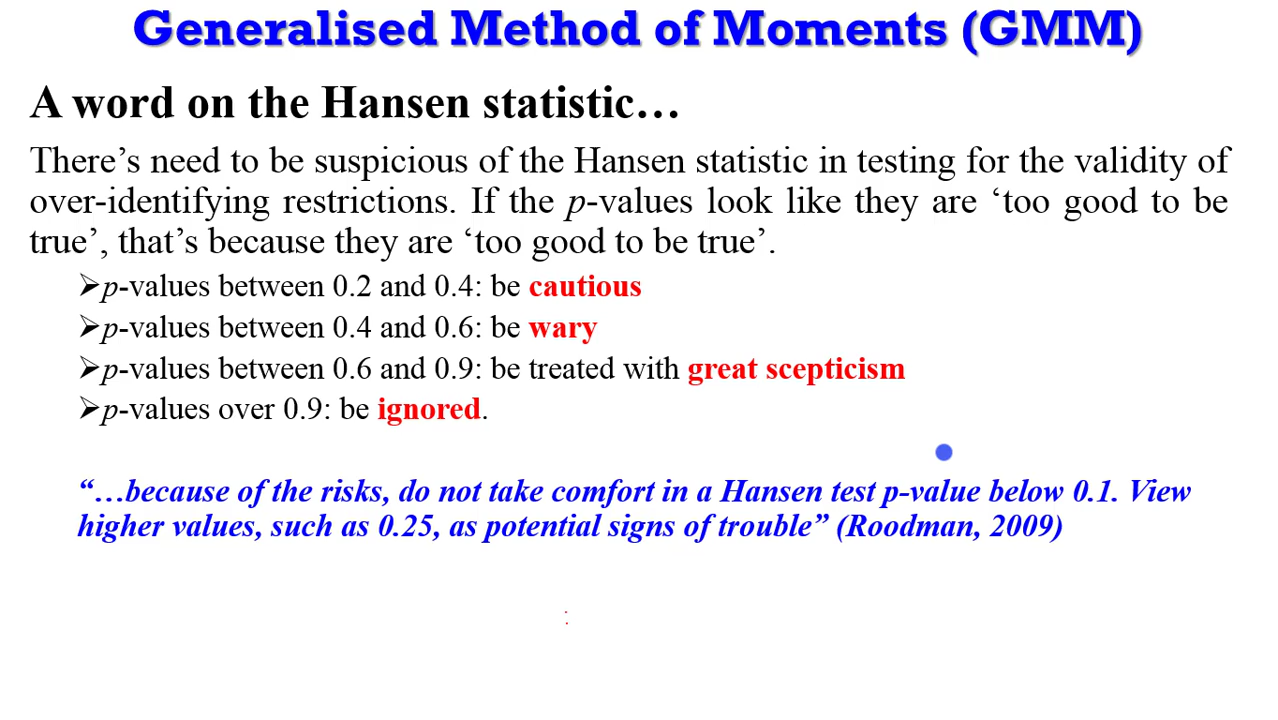 Generalised Method of Moments (GMM)
A word on the Hansen statistic…
There’s need to be suspicious of the Hansen statistic in testing for the validity of
over-identifying restrictions. If the p-values look like they are ‘too good to be
true’, that’s because they are ‘too good to be true’.
➢p-values between 0.2 and 0.4: be cautious
➢p-values between 0.4 and 0.6: be wary
➢p-values between 0.6 and 0.9: be treated with great scepticism
➢p-values over 0.9: be ignored.
“…because of the risks, do not take comfort in a Hansen test p-value below 0.1. View
higher values, such as 0.25, as potential signs of trouble” (Roodman, 2009)